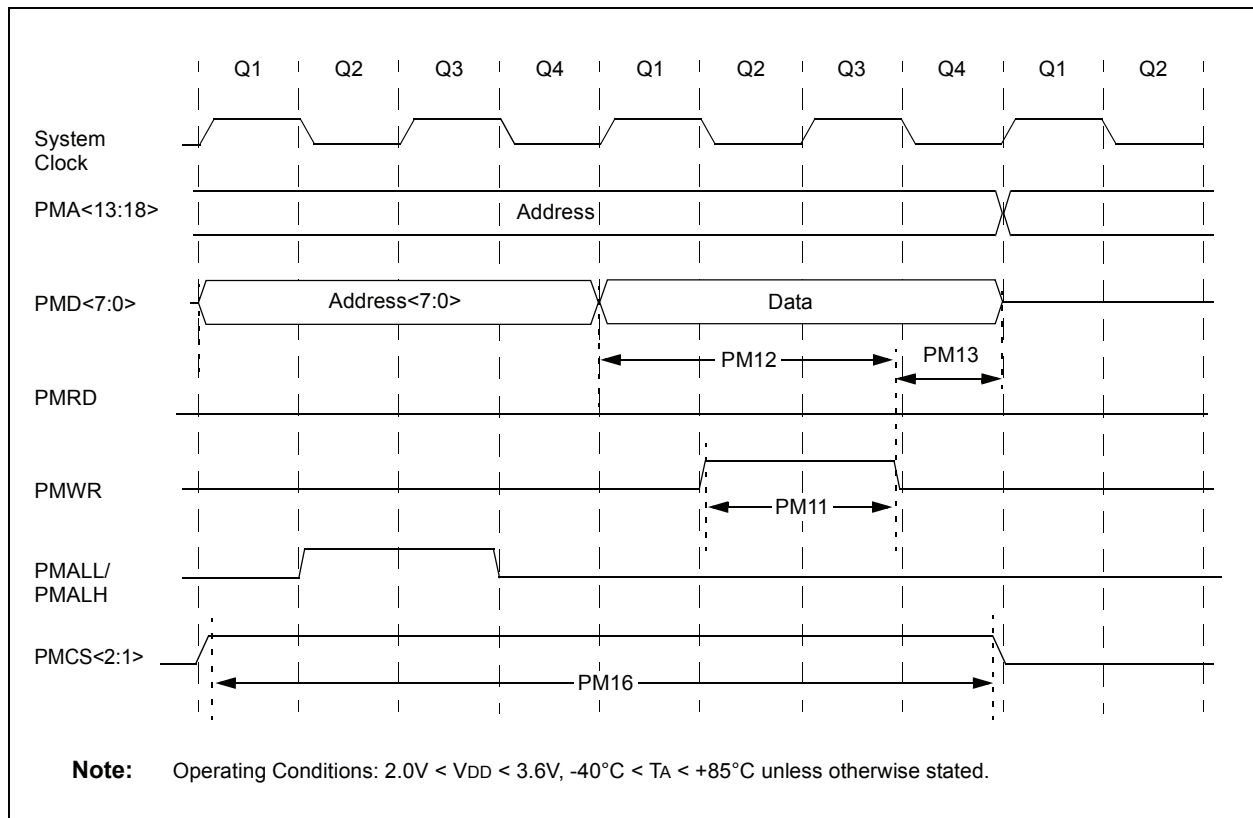 Q1 Q2 Q3 Q4 Q1 Q2 Q3 Q4 Q1 Q2
System
Clock
PMA<13:18>
Address
PMD<7:0>
Address<7:0>
Data
PM12
PM13
PMRD
PMWR
PM11
PMALL/
PMALH
PMCS<2:1>
PM16
Note: Operating Conditions: 2.0V < VDD < 3.6V, -40°C < TA < +85°C unless otherwise stated.